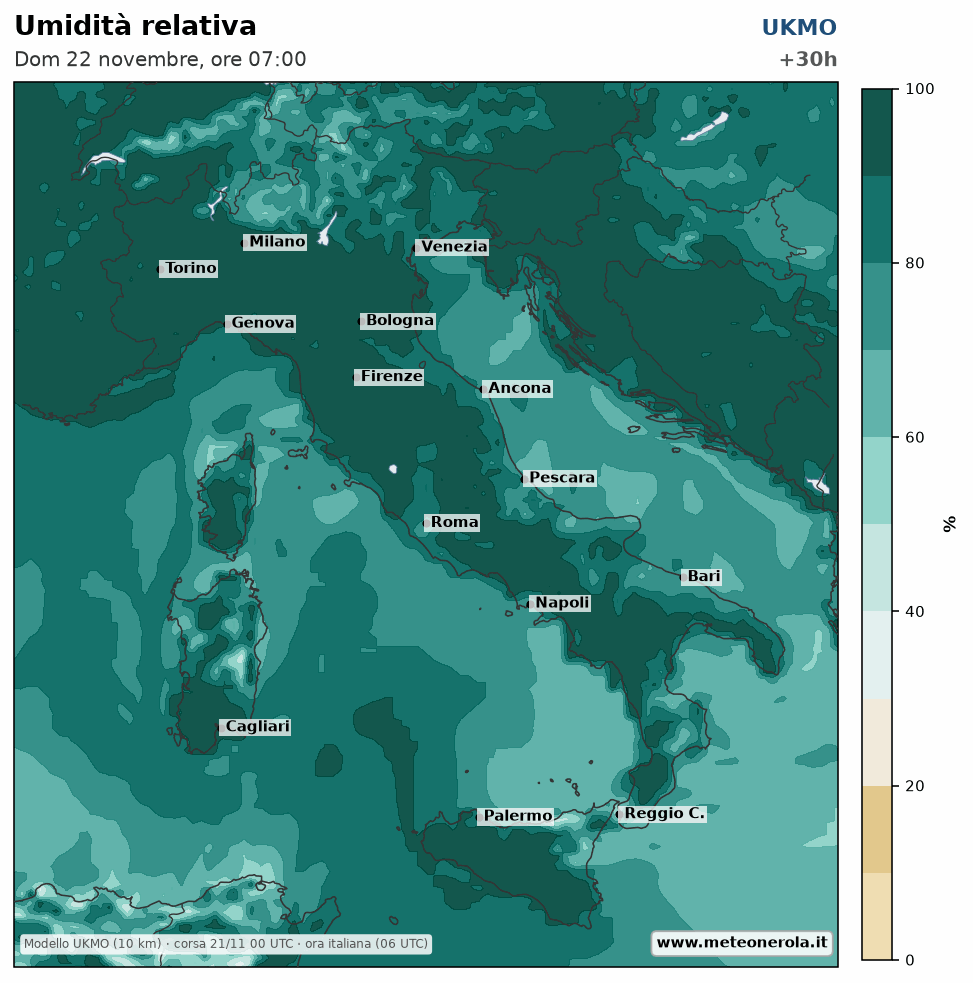 Umidità relativa
UKMO
Dom 22 novembre, ore 07:00
+30h
100
80
60
40
20
0
%
Milano
Venezia
Torino
Genova
Bologna
Firenze
Ancona
Pescara
Roma
Bari
Napoli
Cagliari
Palermo
Reggio C.
Modello UKMO (10 km) · corsa 21/11 00 UTC · ora italiana (06 UTC)
www.meteonerola.it